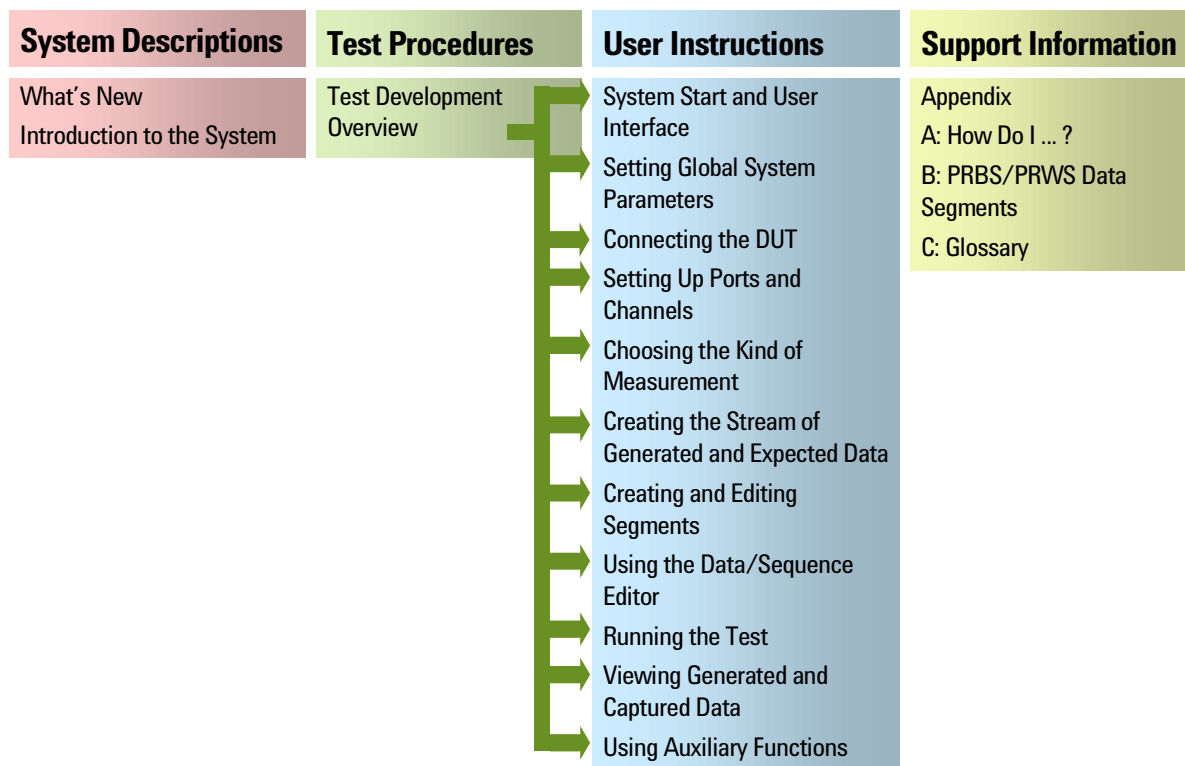 System Descriptions
What's New
Introduction to the System
Test Procedures
Test Development
Overview
User Instructions
System Start and User
Interface
Setting Global System
Parameters
Connecting the DUT
Setting Up Ports and
Channels
Choosing the Kind of
Measurement
Creating the Stream of
Generated and Expected Data
Creating and Editing
Segments
Using the Data/Sequence
Editor
Running the Test
Viewing Generated and
Captured Data
Using Auxiliary Functions
Support Information
Appendix
A: How Do I ... ?
B: PRBS/PRWS Data
Segments
C: Glossary